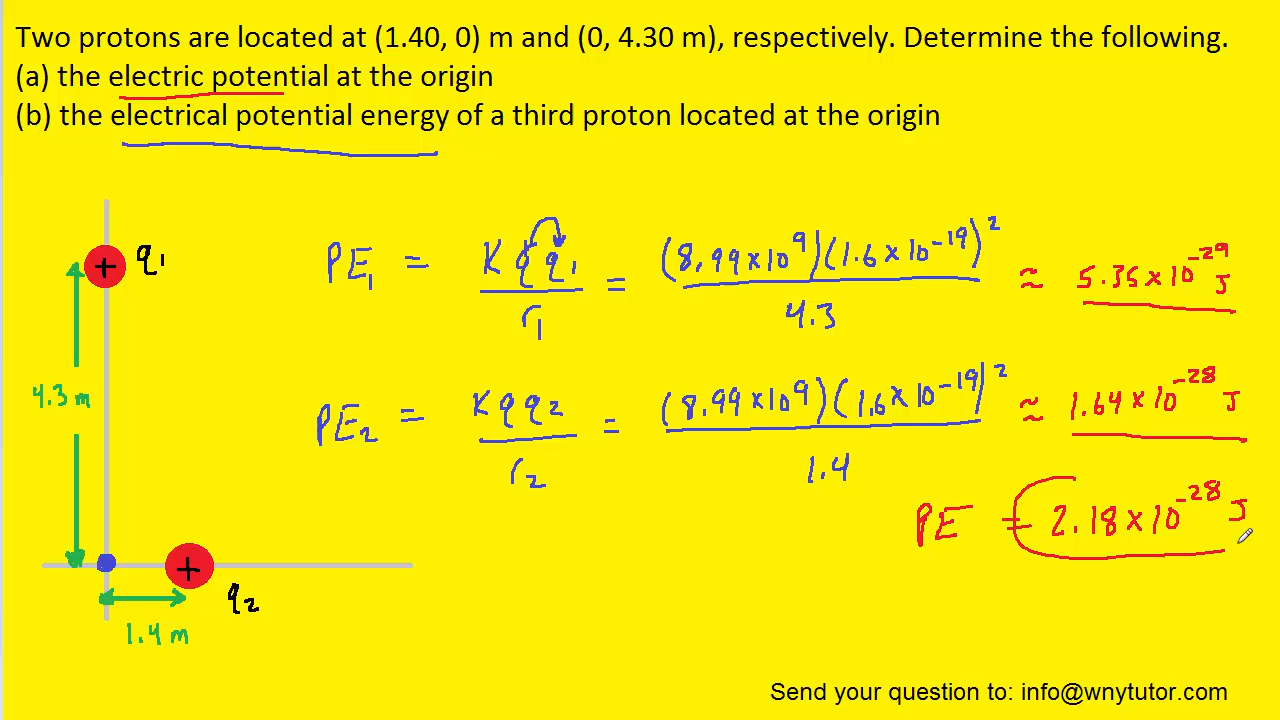 Two protons are located at (1.40, 0) m and (0, 4.30 m), respectively. Determine the following.
(a) the electric potential at the origin
(b) the electrical potential energy of a third proton located at the origin
+ q₁
PE₁ = Kqq₁/r₁ = (8.99×10⁹)(1.6×10⁻¹⁹)²/4.3 ≈ 5.35×10⁻²⁹ J
4.3 m
PE₂ = Kqq₂/r₂ = (8.99×10⁹)(1.6×10⁻¹⁹)²/1.4 ≈ 1.64×10⁻²⁸ J
PE = 2.18×10⁻²⁸ J
+
q₂
1.4 m
Send your question to: info@wnytutor.com